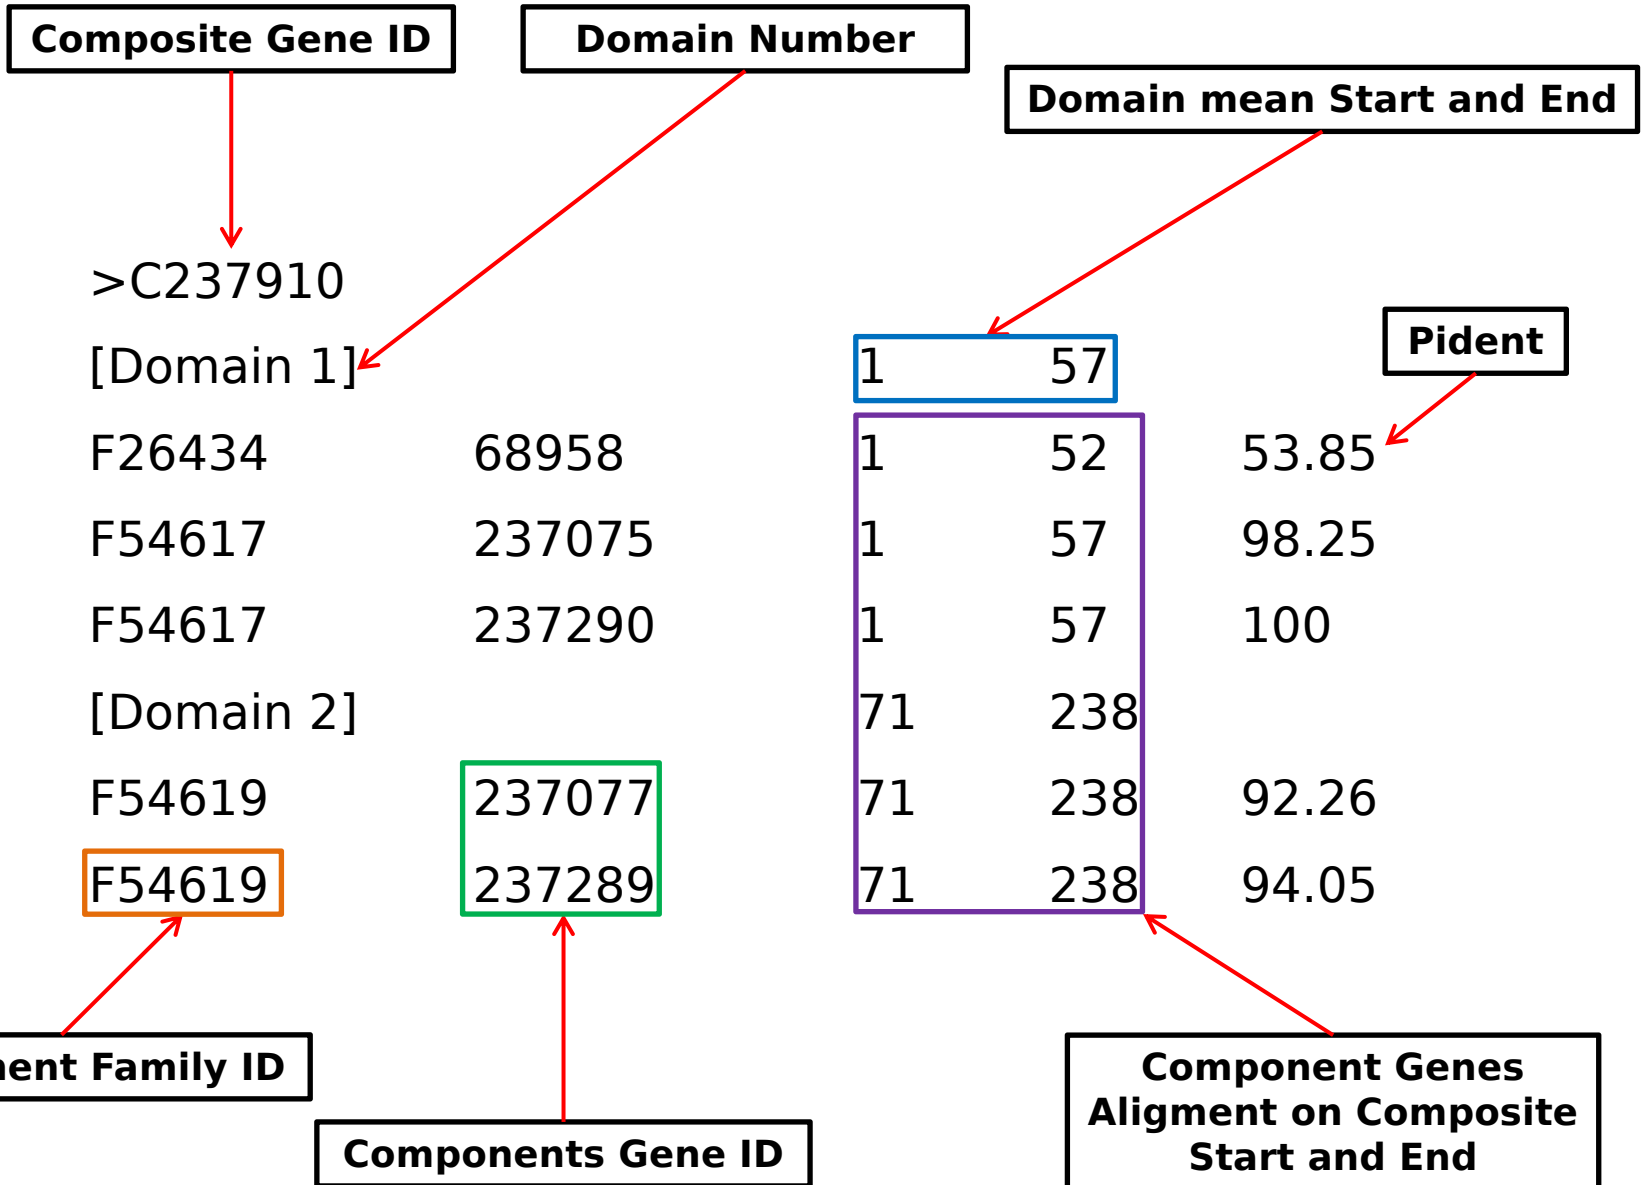 Composite Gene ID
Domain Number
Domain mean Start and End
>C237910
[Domain 1] 1 57
Pident
F26434 68958 1 52 53.85
F54617 237075 1 57 98.25
F54617 237290 1 57 100
[Domain 2] 71 238
F54619 237077 71 238 92.26
F54619 237289 71 238 94.05
Family ID
Components Gene ID
Component Genes
Aligment on Composite
Start and End